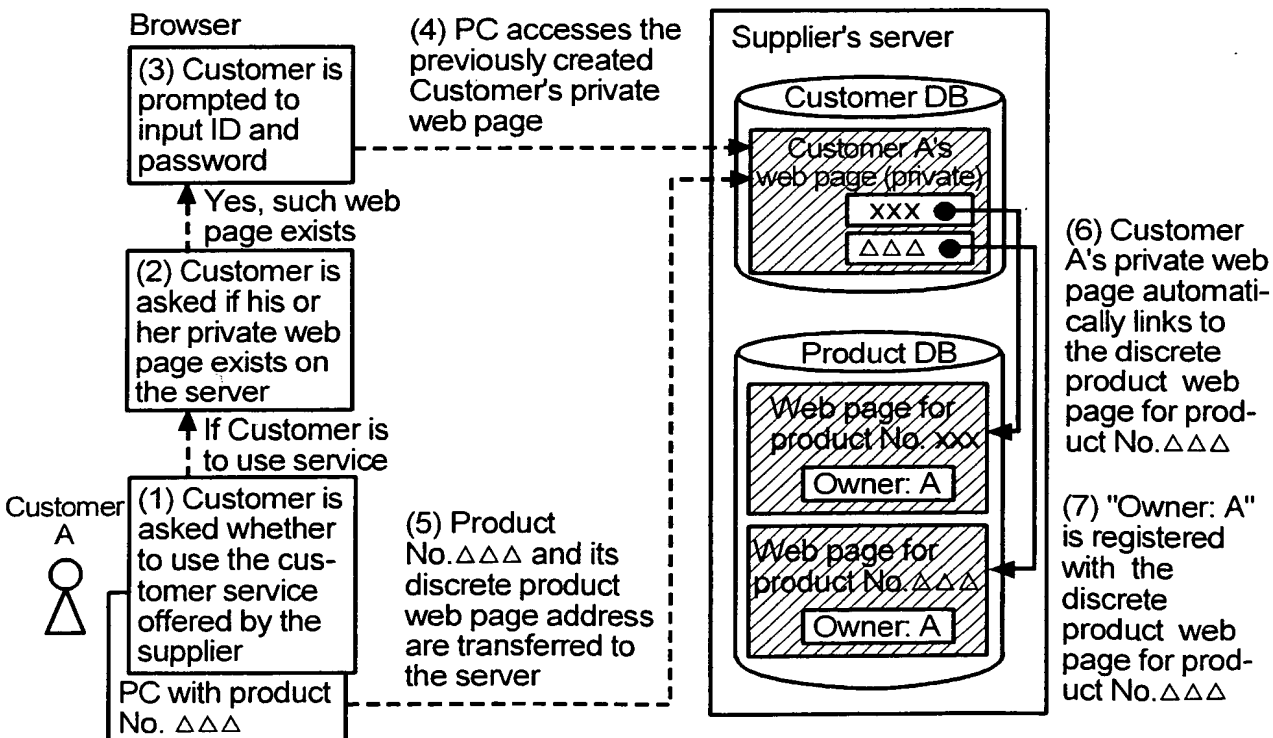 Browser
(3) Customer is
prompted to
input ID and
password
Yes, such web
page exists
(2) Customer is
asked if his or
her private web
page exists on
the server
If Customer is
to use service
Customer
A
(1) Customer is
asked whether
to use the cus-
tomer service
offered by the
supplier
PC with product
No. △△△
(4) PC accesses the
previously created
Customer's private
web page
(5) Product
No.△△△ and its
discrete product
web page address
are transferred to
the server
Supplier's server
Customer DB
Customer A's
web page (private)
xxx
△△△
Product DB
Web page for
product No. xxx
Owner: A
Web page for
product No.△△△
Owner: A
(6) Customer
A's private web
page automati-
cally links to
the discrete
product web
page for prod-
uct No.△△△
(7) "Owner: A"
is registered
with the
discrete
product web
page for prod-
uct No.△△△